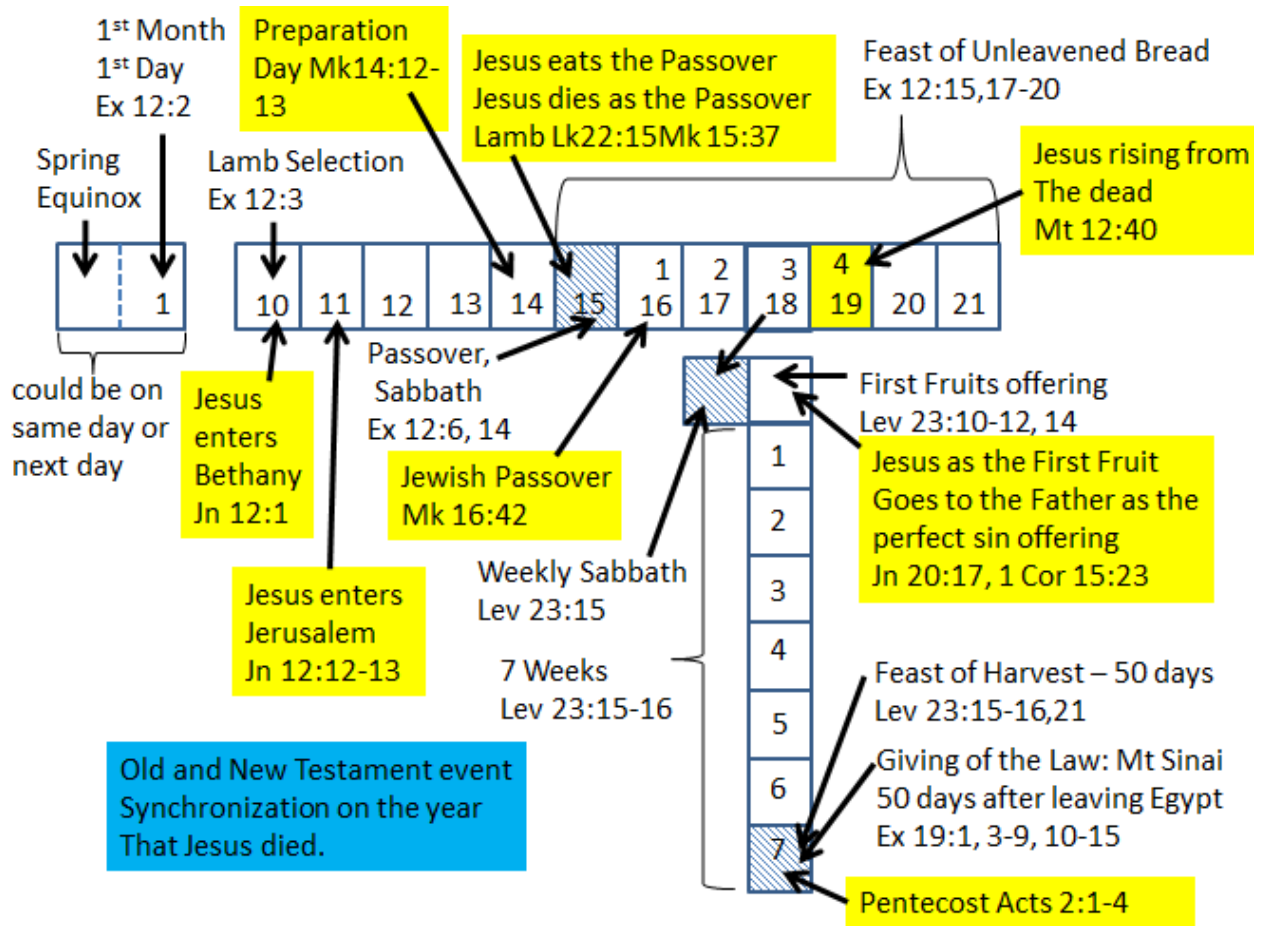 1st Month
1st Day
Ex 12:2
Preparation
Day Mk14:12-
13
Jesus eats the Passover
Jesus dies as the Passover
Lamb Lk22:15Mk 15:37
Feast of Unleavened Bread
Ex 12:15,17-20
Spring
Equinox
Lamb Selection
Ex 12:3
Jesus rising from
The dead
Mt 12:40
1 2 3 4
1 10 11 12 13 14 15 16 17 18 19 20 21
could be on
same day or
next day
Jesus
enters
Bethany
Jn 12:1
Passover,
Sabbath
Ex 12:6, 14
Jewish Passover
Mk 16:42
First Fruits offering
Lev 23:10-12, 14
Jesus as the First Fruit
Goes to the Father as the
perfect sin offering
Jn 20:17, 1 Cor 15:23
Jesus enters
Jerusalem
Jn 12:12-13
Weekly Sabbath
Lev 23:15
7 Weeks
Lev 23:15-16
1
2
3
4
5
6
7
Feast of Harvest – 50 days
Lev 23:15-16,21
Giving of the Law: Mt Sinai
50 days after leaving Egypt
Ex 19:1, 3-9, 10-15
Pentecost Acts 2:1-4
Old and New Testament event
Synchronization on the year
That Jesus died.